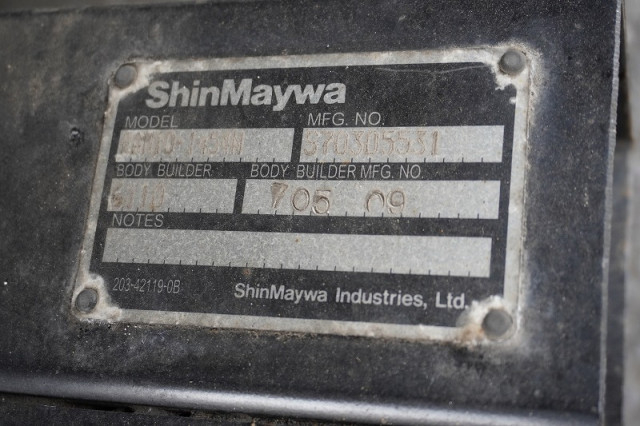 ShinMaywa
MODEL MFG. NO.
370305531
BODY BUILDER BODY BUILDER MFG. NO.
705 09
NOTES
203-42119-0B ShinMaywa Industries, Ltd.